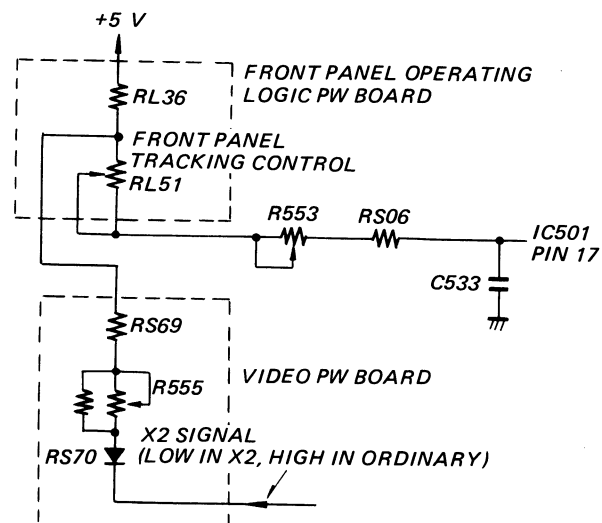 +5 V
FRONT PANEL OPERATING
LOGIC PW BOARD
RL36
FRONT PANEL
TRACKING CONTROL
RL51
R553
RS06
IC501
PIN 17
C533
RS69
R555
VIDEO PW BOARD
X2 SIGNAL
(LOW IN X2, HIGH IN ORDINARY)
RS70